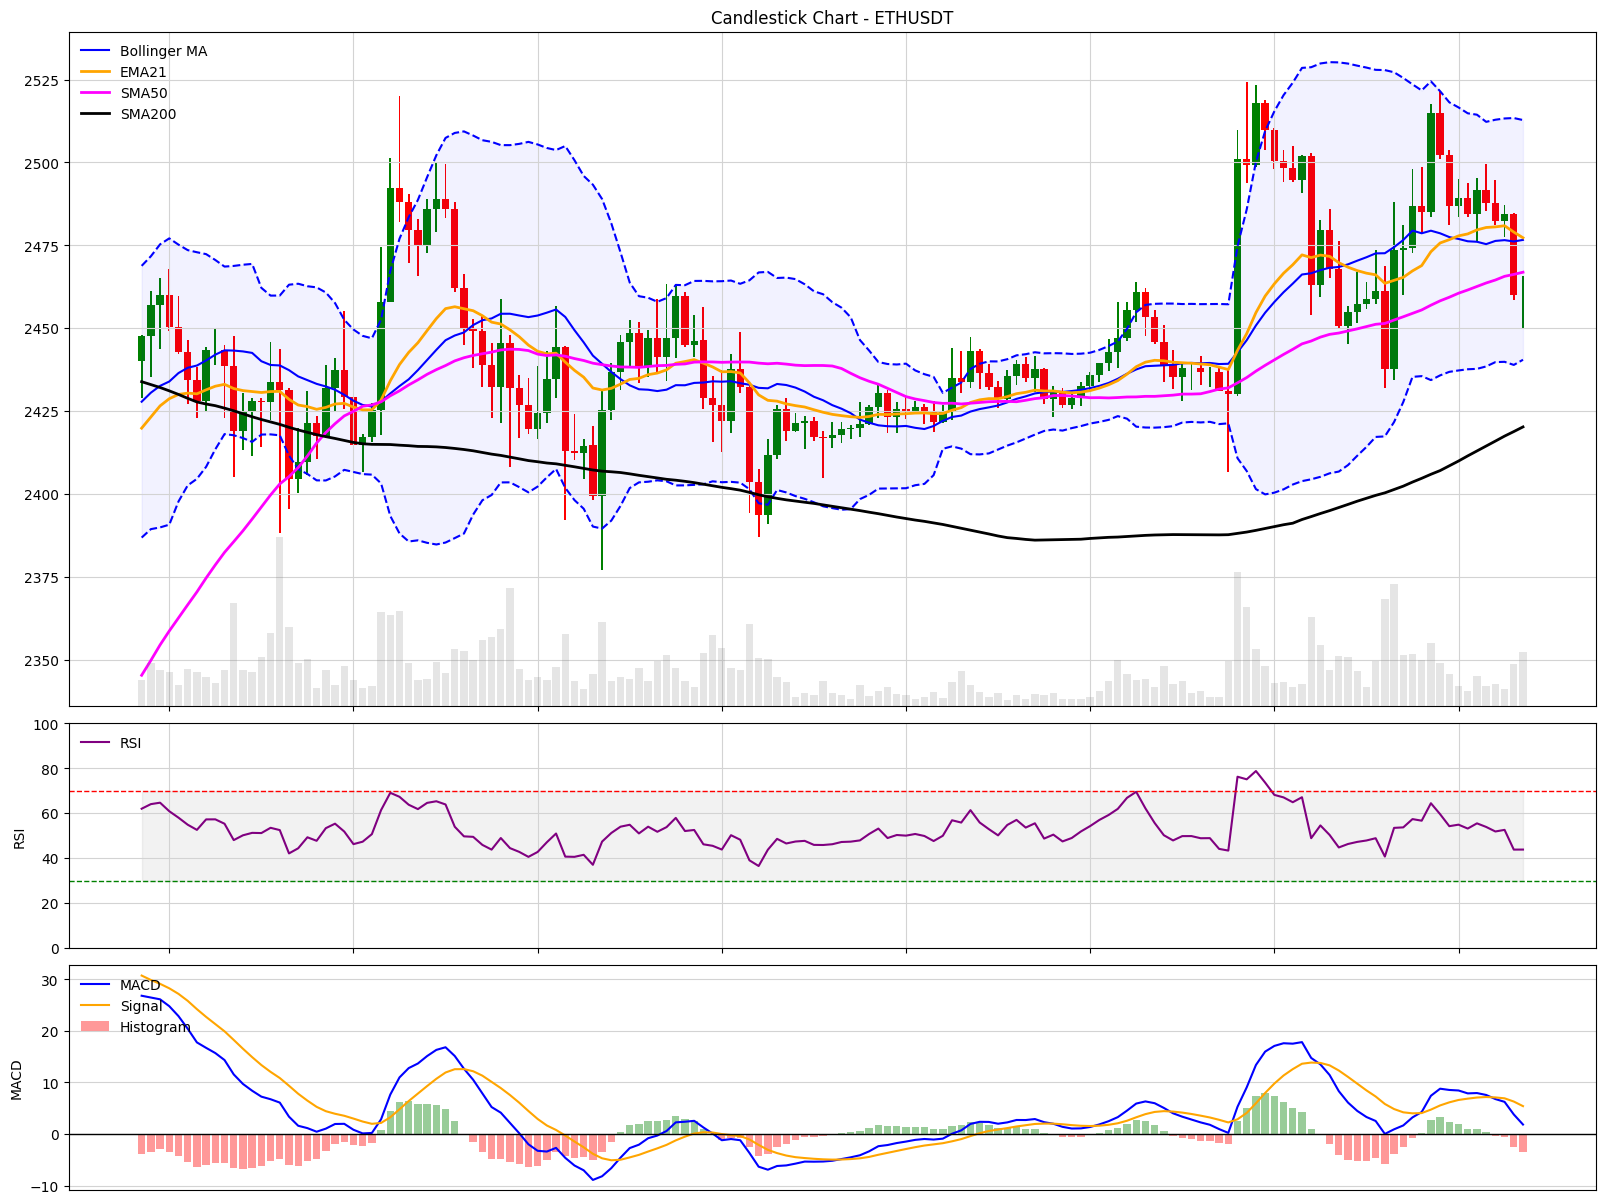 Candlestick Chart - ETHUSDT
Bollinger MA
EMA21
SMA50
SMA200
2525
2500
2475
2450
2425
2400
2375
2350
RSI
100
80
60
40
20
0
RSI
MACD
Signal
Histogram
30
20
10
0
−10
MACD